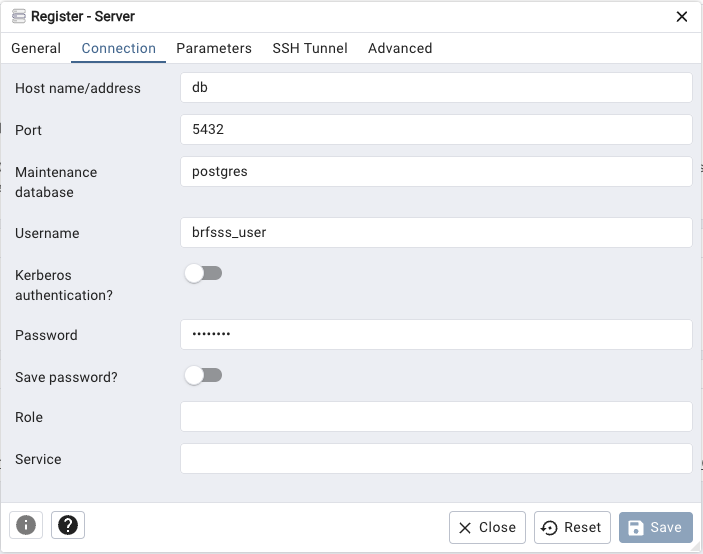 Register - Server
General Connection Parameters SSH Tunnel Advanced
Host name/address db
Port 5432
Maintenance database postgres
Username brfsss_user
Kerberos authentication?
Password ••••••••
Save password?
Role
Service
Close Reset Save